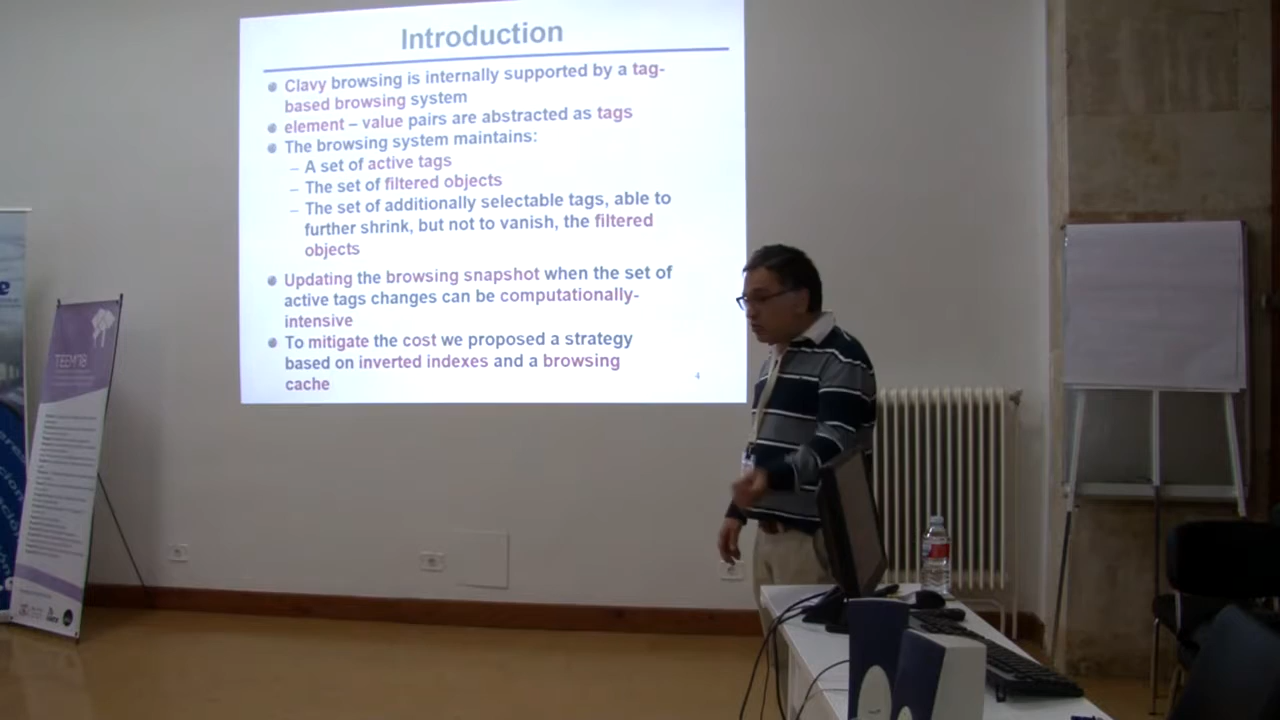 Introduction
Clavy browsing is internally supported by a tag-
based browsing system
element – value pairs are abstracted as tags
The browsing system maintains:
– A set of active tags
– The set of filtered objects
– The set of additionally selectable tags, able to
further shrink, but not to vanish, the filtered
objects
Updating the browsing snapshot when the set of
active tags changes can be computationally-
intensive
To mitigate the cost we proposed a strategy
based on inverted indexes and a browsing
cache
4
TEEM'18